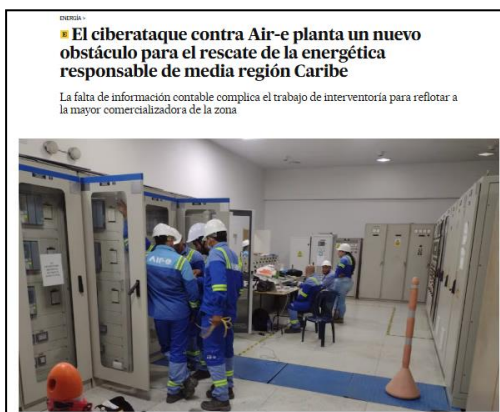 ENERGÍA ›
E El ciberataque contra Air-e planta un nuevo
obstáculo para el rescate de la energética
responsable de media región Caribe
La falta de información contable complica el trabajo de interventoría para reflotar a
la mayor comercializadora de la zona
Air-e